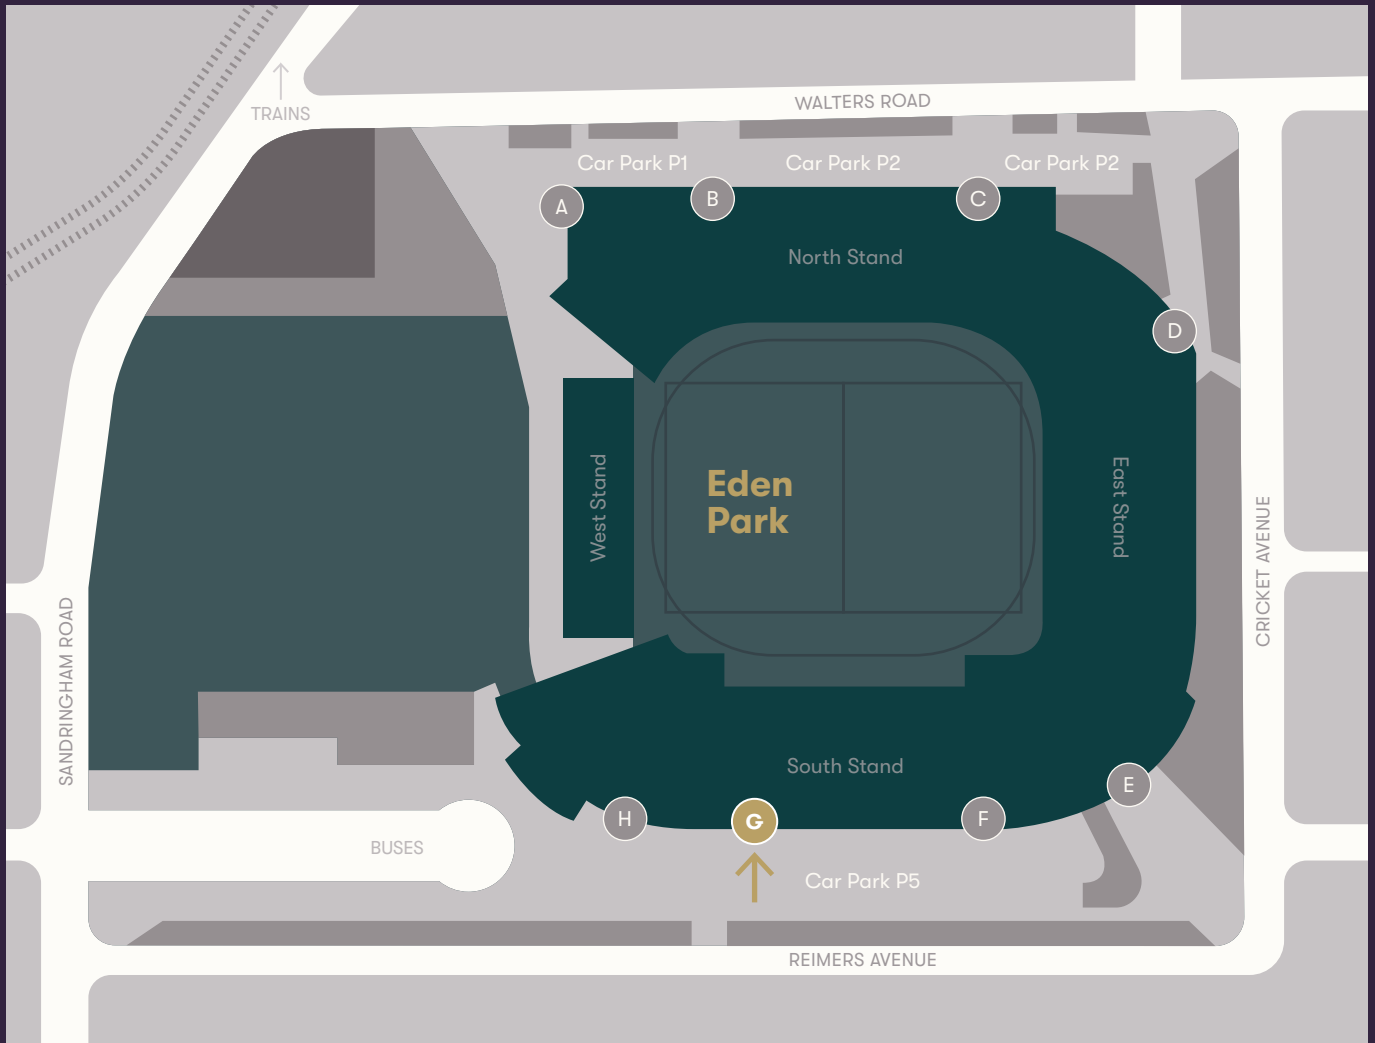 WALTERS ROAD
TRAINS
Car Park P1
Car Park P2
Car Park P2
A
B
C
North Stand
D
West Stand
Eden
Park
East Stand
CRICKET AVENUE
SANDRINGHAM ROAD
South Stand
E
H
G
F
BUSES
Car Park P5
REIMERS AVENUE